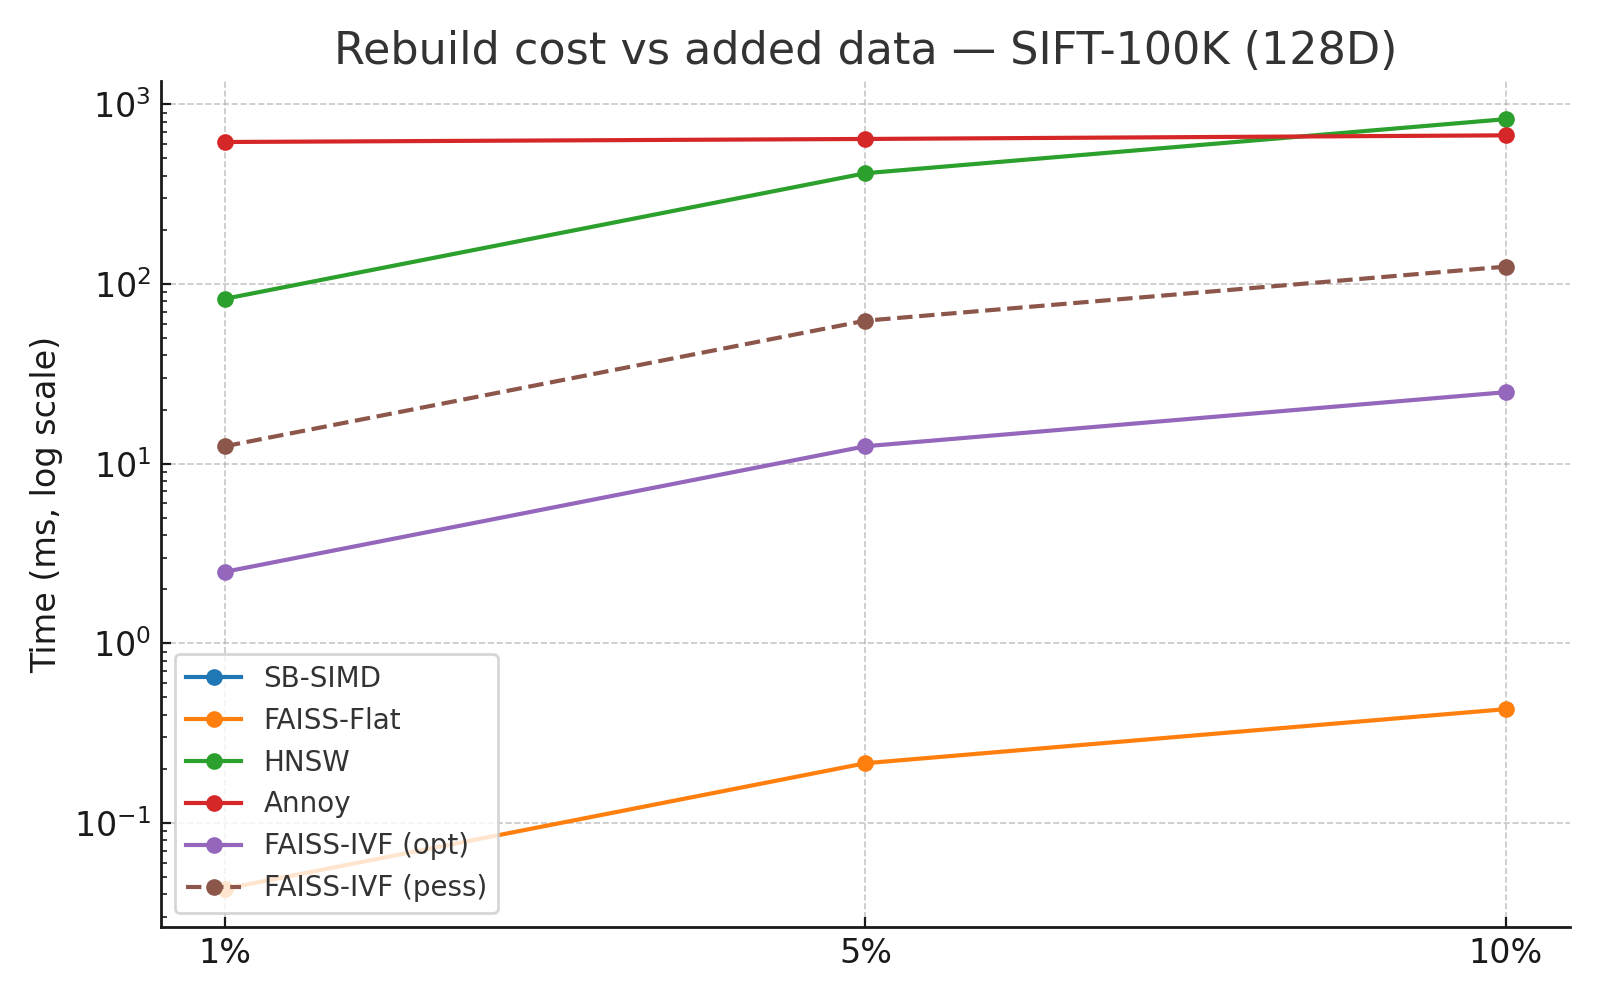 Rebuild cost vs added data — SIFT-100K (128D)
Time (ms, log scale)
10³
10²
10¹
10⁰
10⁻¹
SB-SIMD
FAISS-Flat
HNSW
Annoy
FAISS-IVF (opt)
FAISS-IVF (pess)
1%
5%
10%